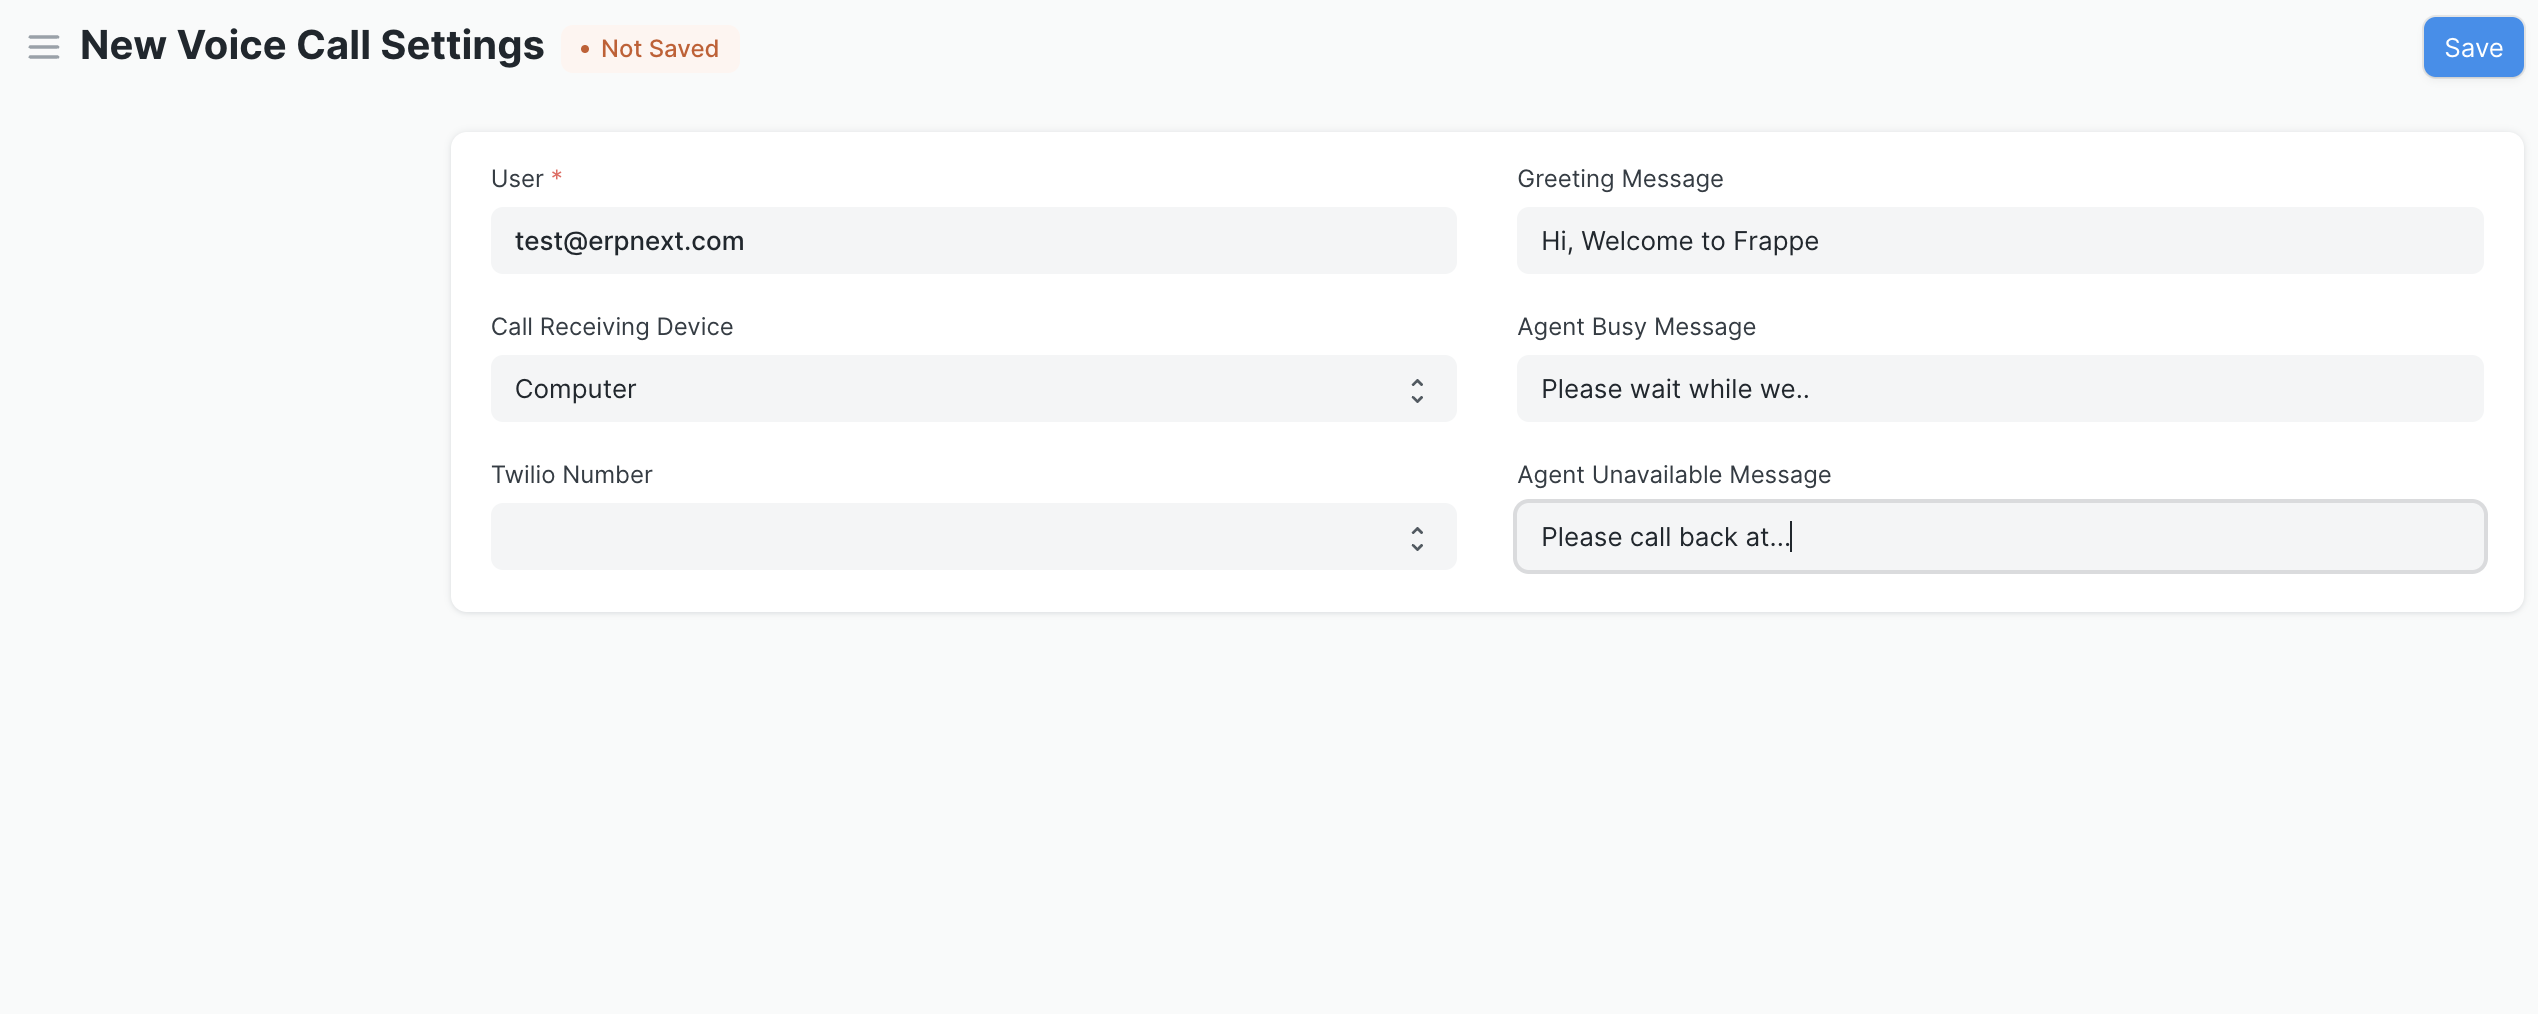 New Voice Call Settings
• Not Saved
Save
User *
test@erpnext.com
Call Receiving Device
Computer
Twilio Number
Greeting Message
Hi, Welcome to Frappe
Agent Busy Message
Please wait while we..
Agent Unavailable Message
Please call back at...